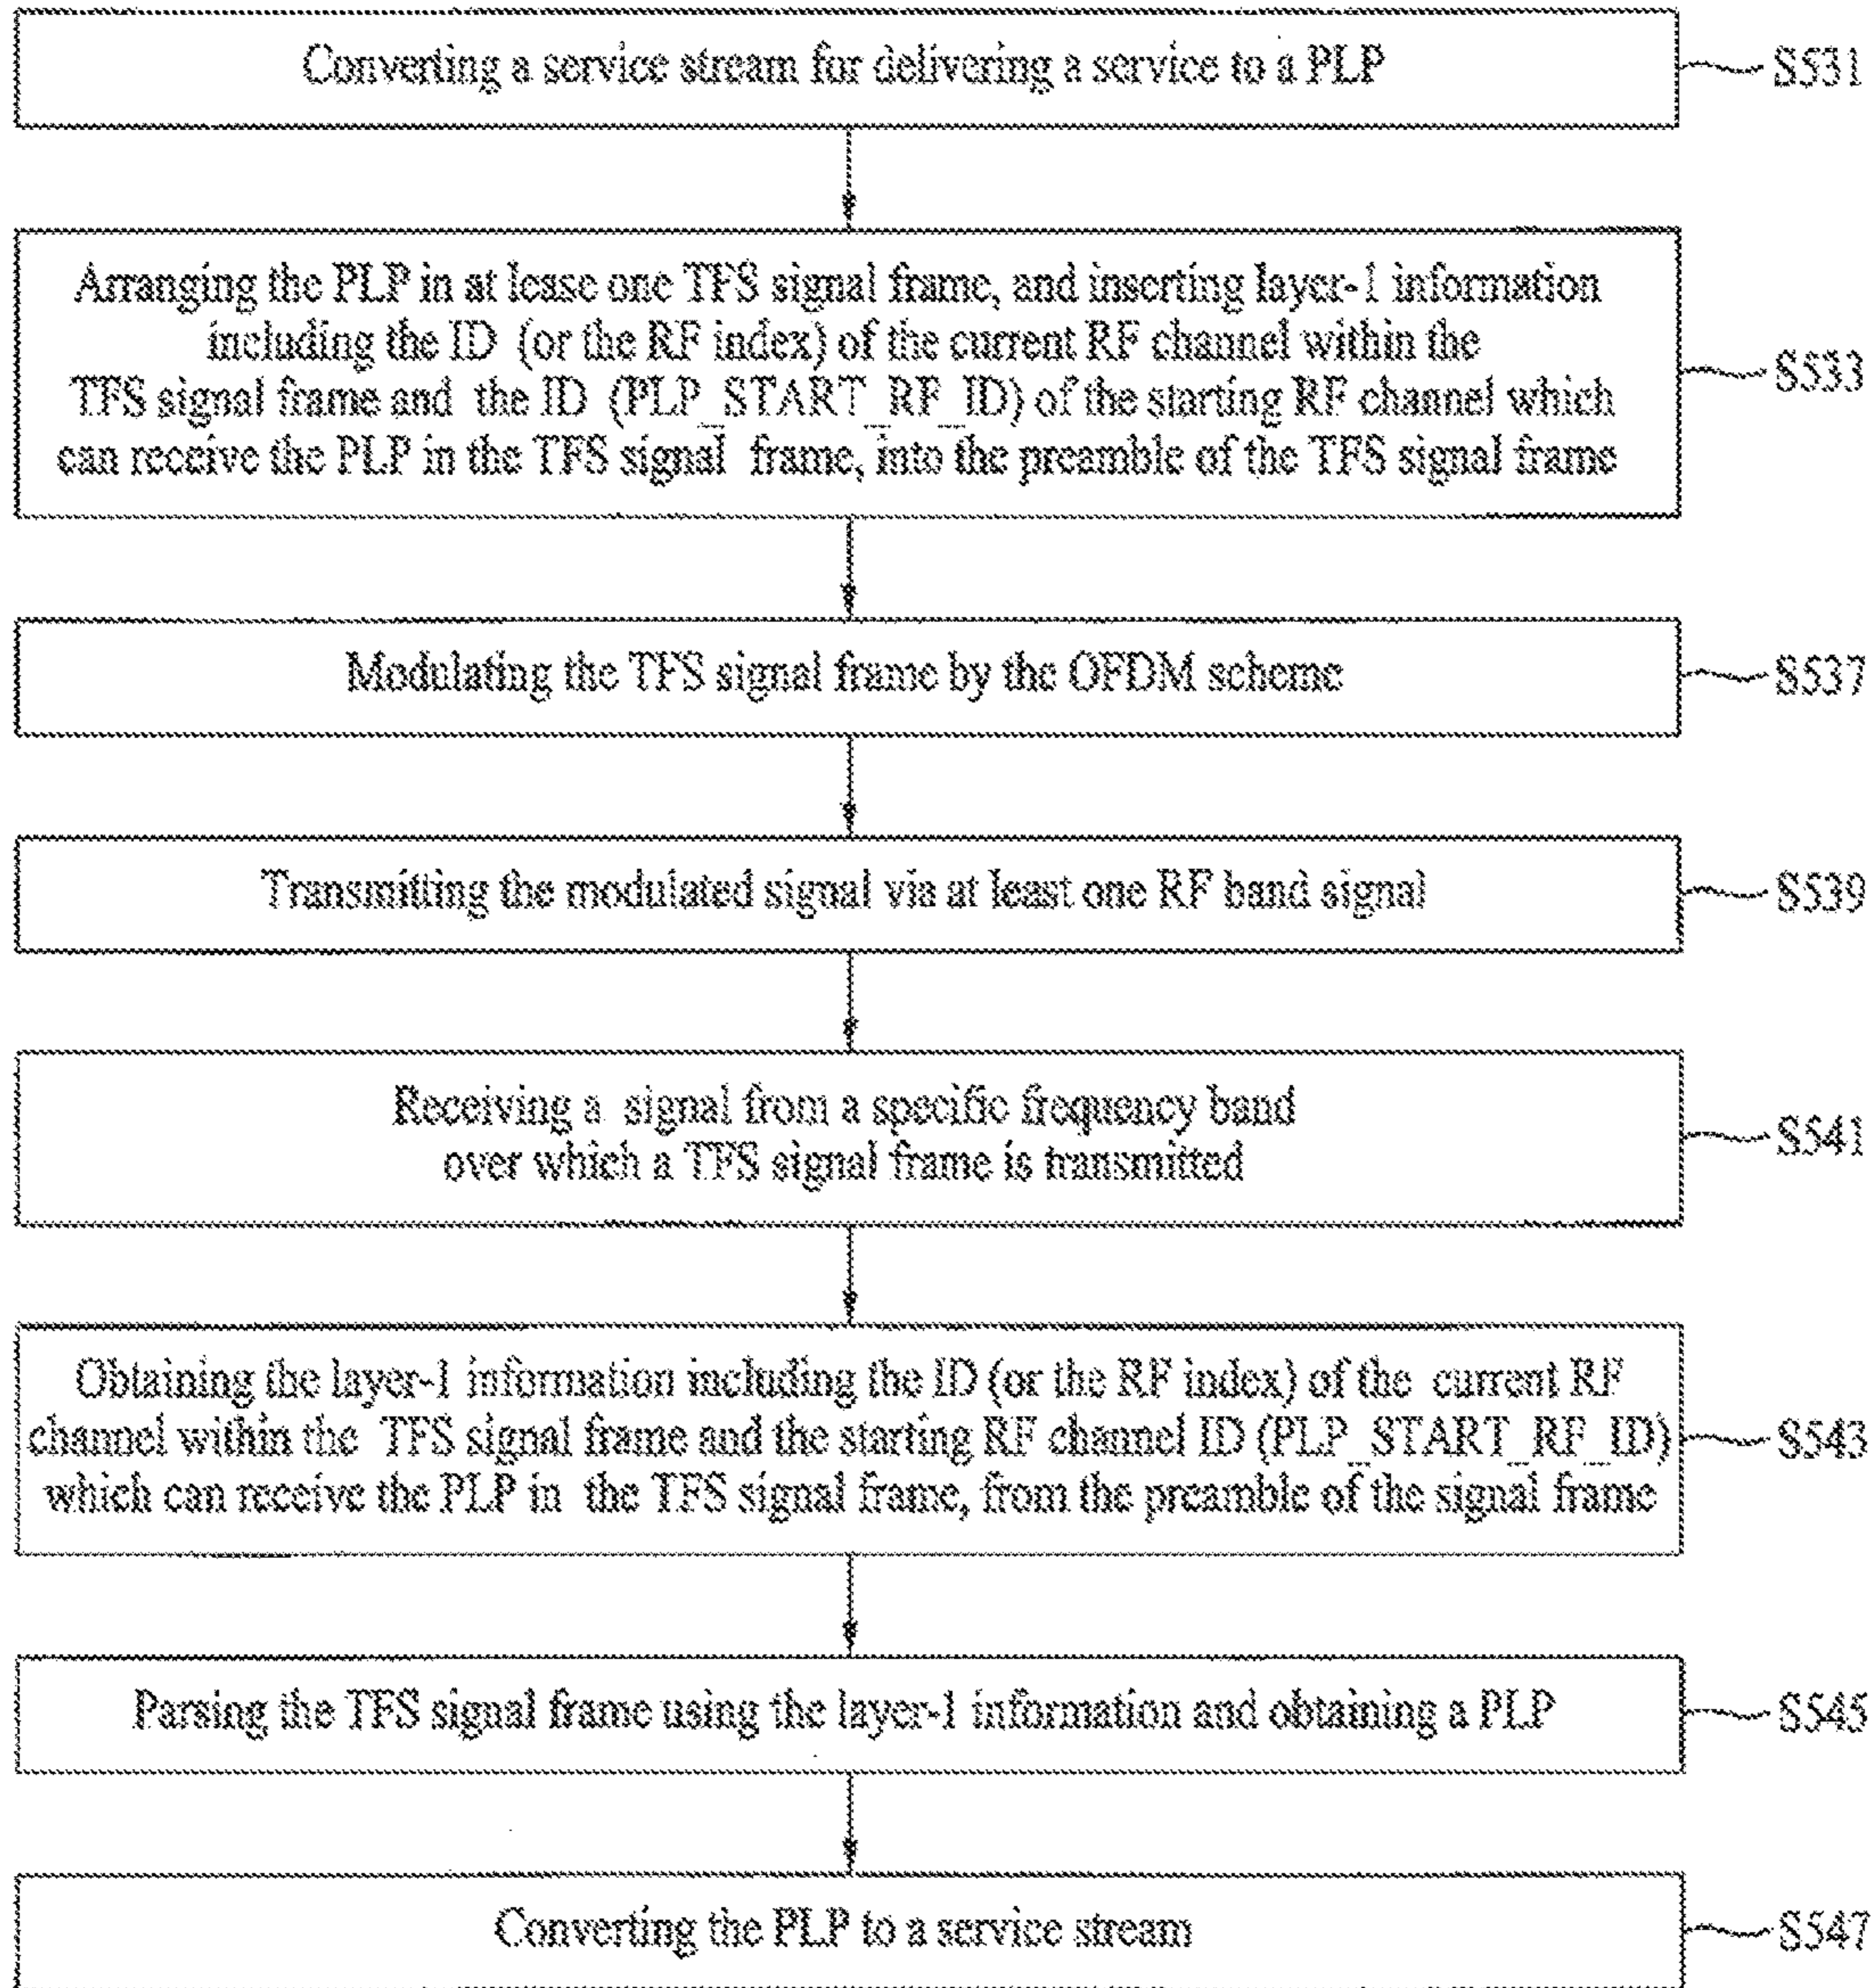 Converting a service stream for delivering a service to a PLP
S531
Arranging the PLP in at lease one TFS signal frame, and inserting layer-1 information
including the ID (or the RF index) of the current RF channel within the
TFS signal frame and the ID (PLP_START_RF_ID) of the starting RF channel which
can receive the PLP in the TFS signal frame, into the preamble of the TFS signal frame
S533
Modulating the TFS signal frame by the OFDM scheme
S537
Transmitting the modulated signal via at least one RF band signal
S539
Receiving a signal from a specific frequency band
over which a TFS signal frame is transmitted
S541
Obtaining the layer-1 information including the ID (or the RF index) of the current RF
channel within the TFS signal frame and the starting RF channel ID (PLP_START_RF_ID)
which can receive the PLP in the TFS signal frame, from the preamble of the signal frame
S543
Parsing the TFS signal frame using the layer-1 information and obtaining a PLP
S545
Converting the PLP to a service stream
S547